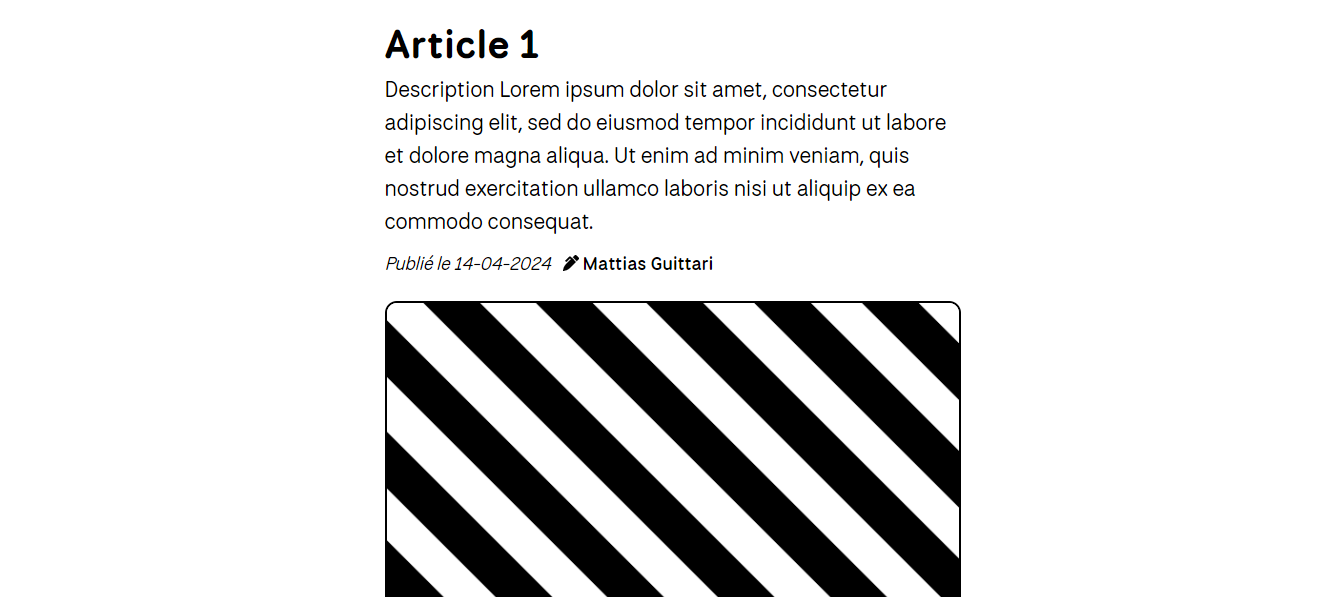 Article 1
Description Lorem ipsum dolor sit amet, consectetur
adipiscing elit, sed do eiusmod tempor incididunt ut labore
et dolore magna aliqua. Ut enim ad minim veniam, quis
nostrud exercitation ullamco laboris nisi ut aliquip ex ea
commodo consequat.
Publié le 14-04-2024 Mattias Guittari